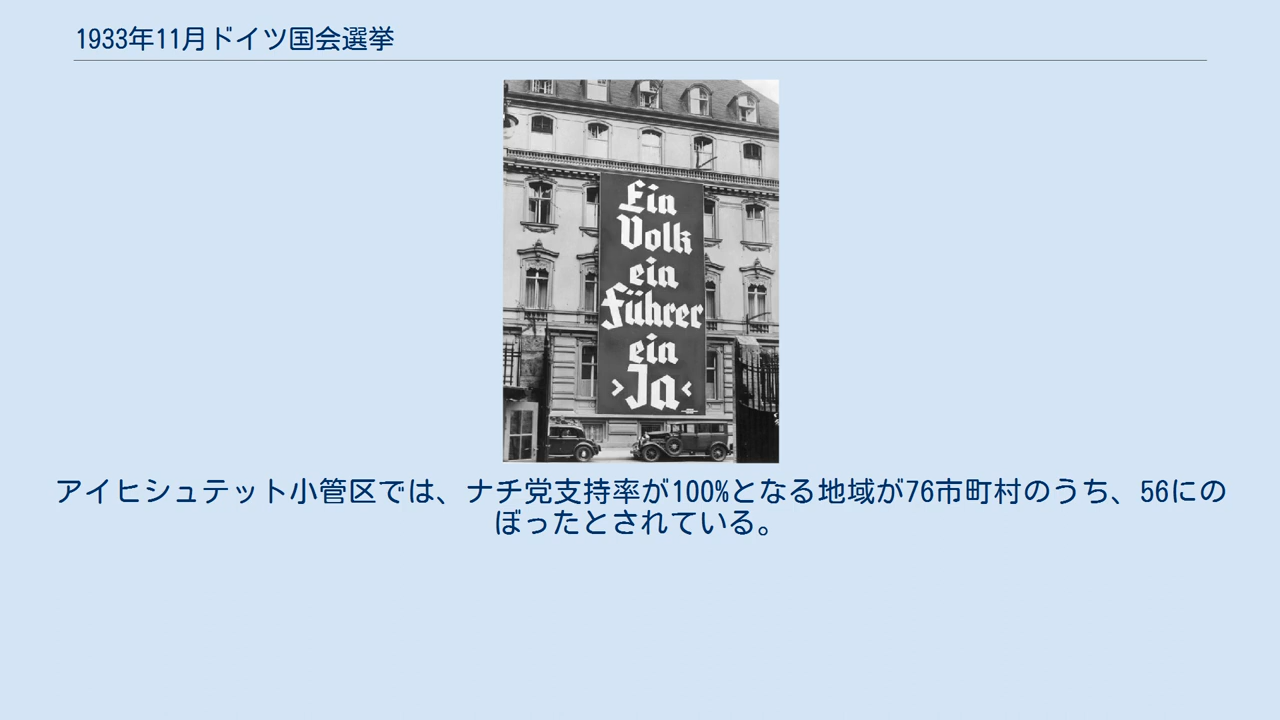 1933年11月ドイツ国会選挙
Ein
Volk
ein
Führer
ein
>Ja<
アイヒシュテット小管区では、ナチ党支持率が100%となる地域が76市町村のうち、56にの
ぼったとされている。